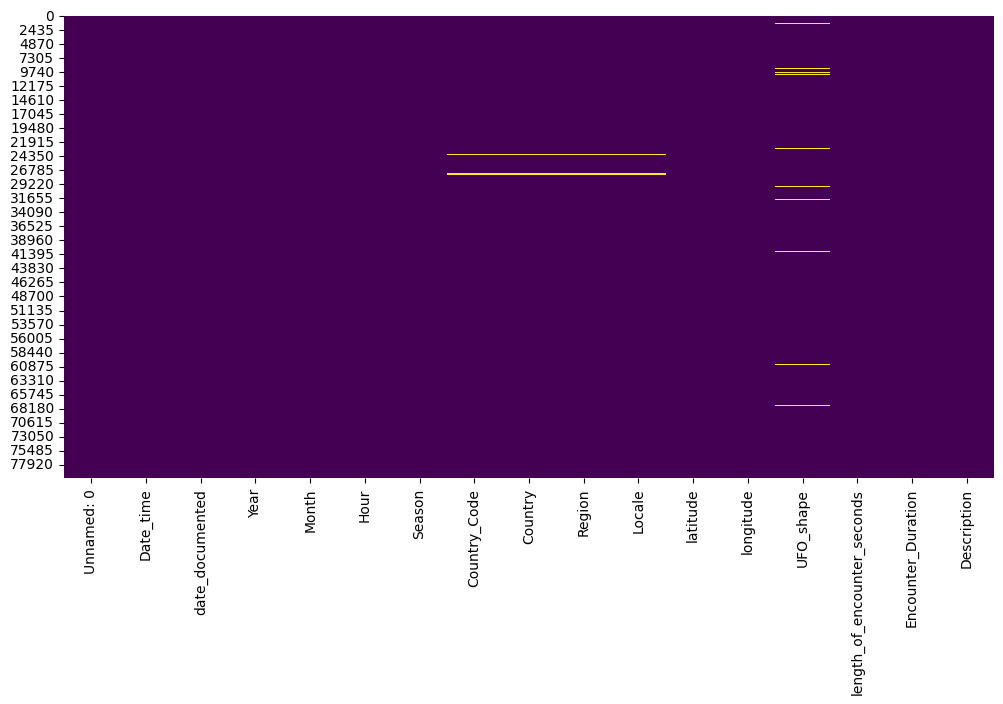 0
2435
4870
7305
9740
12175
14610
17045
19480
21915
24350
26785
29220
31655
34090
36525
38960
41395
43830
46265
48700
51135
53570
56005
58440
60875
63310
65745
68180
70615
73050
75485
77920
Unnamed: 0
Date_time
date_documented
Year
Month
Hour
Season
Country_Code
Country
Region
Locale
latitude
longitude
UFO_shape
length_of_encounter_seconds
Encounter_Duration
Description